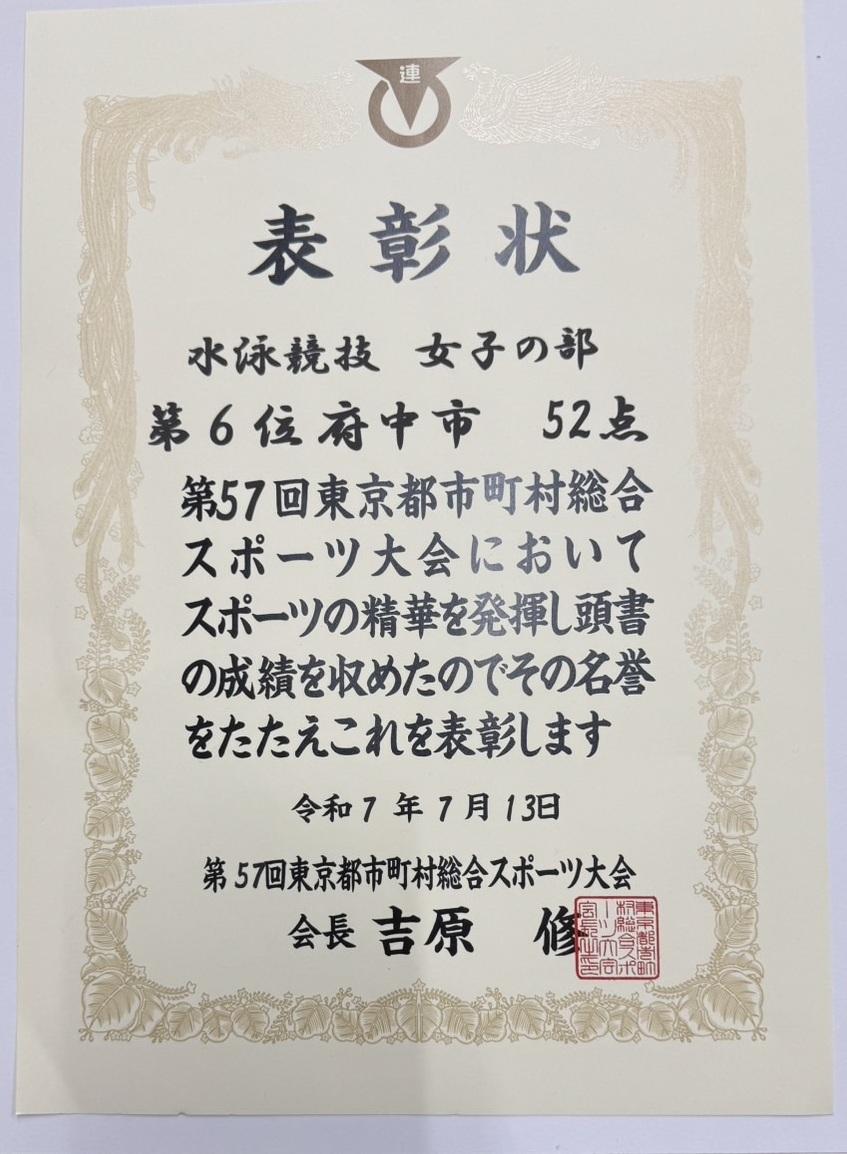 連
表彰状
水泳競技 女子の部
第6位府中市 52点
第57回東京都市町村総合
スポーツ大会において
スポーツの精華を発揮し頭書
の成績を収めたのでその名誉
をたたえこれを表彰します
令和7年7月13日
第57回東京都市町村総合スポーツ大会
会長 吉原 修